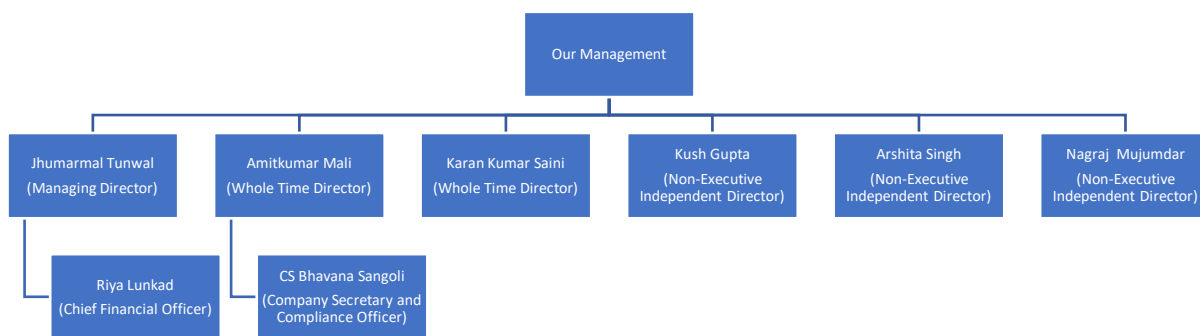 Our Management
Jhumarmal Tunwal
(Managing Director)
Amitkumar Mali
(Whole Time Director)
Karan Kumar Saini
(Whole Time Director)
Kush Gupta
(Non-Executive
Independent Director)
Arshita Singh
(Non-Executive
Independent Director)
Nagraj Mujumdar
(Non-Executive
Independent Director)
Riya Lunkad
(Chief Financial Officer)
CS Bhavana Sangoli
(Company Secretary and
Compliance Officer)